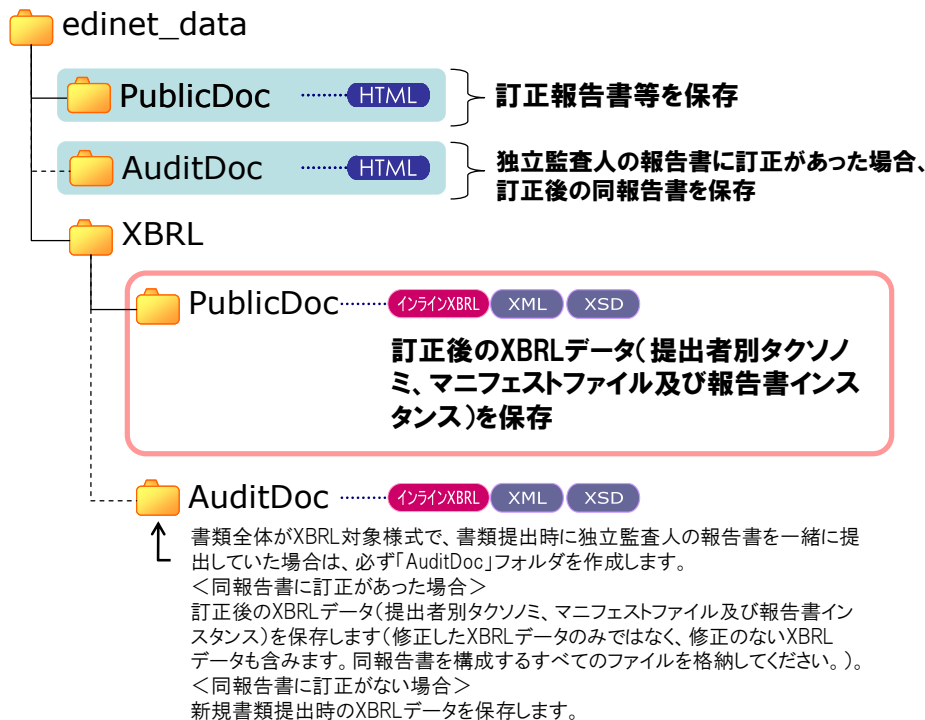 edinet_data
PublicDoc ········· HTML
訂正報告書等を保存
AuditDoc ········· HTML
独立監査人の報告書に訂正があった場合、
訂正後の同報告書を保存
XBRL
PublicDoc ········· インラインXBRL XML XSD
訂正後のXBRLデータ(提出者別タクソノ
ミ、マニフェストファイル及び報告書インス
タンス)を保存
AuditDoc ········· インラインXBRL XML XSD
書類全体がXBRL対象様式で、書類提出時に独立監査人の報告書を一緒に提
出していた場合は、必ず「AuditDoc」フォルダを作成します。
<同報告書に訂正があった場合>
訂正後のXBRLデータ(提出者別タクソノミ、マニフェストファイル及び報告書イン
スタンス)を保存します(修正したXBRLデータのみではなく、修正のないXBRL
データも含みます。同報告書を構成するすべてのファイルを格納してください。)。
<同報告書に訂正がない場合>
新規書類提出時のXBRLデータを保存します。